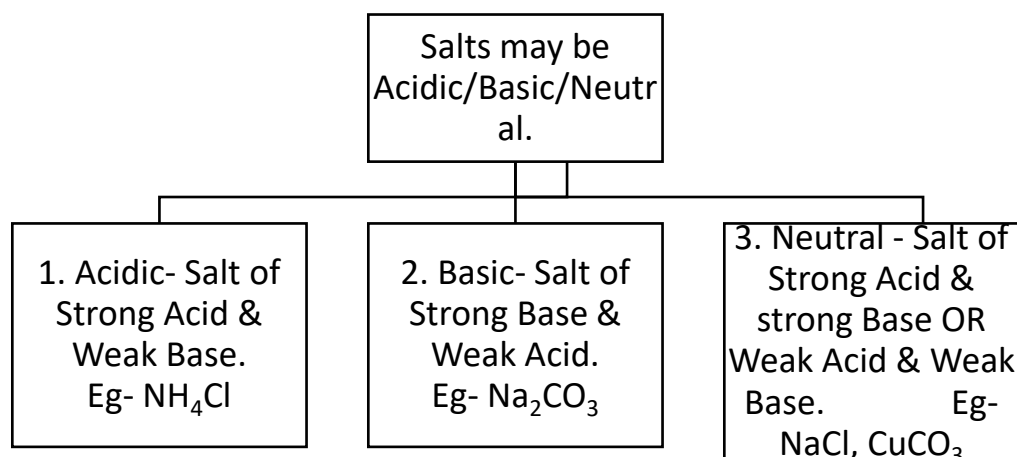 Salts may be
Acidic/Basic/Neutr
al.
1. Acidic- Salt of
Strong Acid &
Weak Base.
Eg- NH₄Cl
2. Basic- Salt of
Strong Base &
Weak Acid.
Eg- Na₂CO₃
3. Neutral - Salt of
Strong Acid &
strong Base OR
Weak Acid & Weak
Base. Eg-
NaCl, CuCO₃